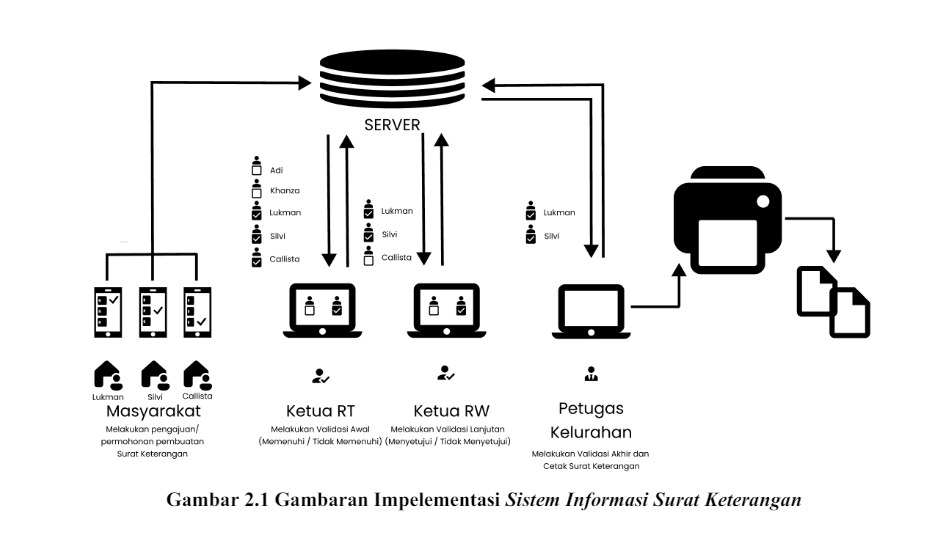 SERVER
Adi
Khanza
Lukman
Silvi
Callista
Lukman
Silvi
Callista
Lukman
Silvi
...
Lukman
Silvi
Callista
Masyarakat
Melakukan pengajuan/
permohonan pembuatan
Surat Keterangan
Ketua RT
Melakukan Validasi Awal
(Memenuhi / Tidak Memenuhi)
Ketua RW
Melakukan Validasi Lanjutan
(Menyetujui / Tidak Menyetujui)
Petugas
Kelurahan
Melakukan Validasi Akhir dan
Cetak Surat Keterangan
Gambar 2.1 Gambaran Impelementasi Sistem Informasi Surat Keterangan